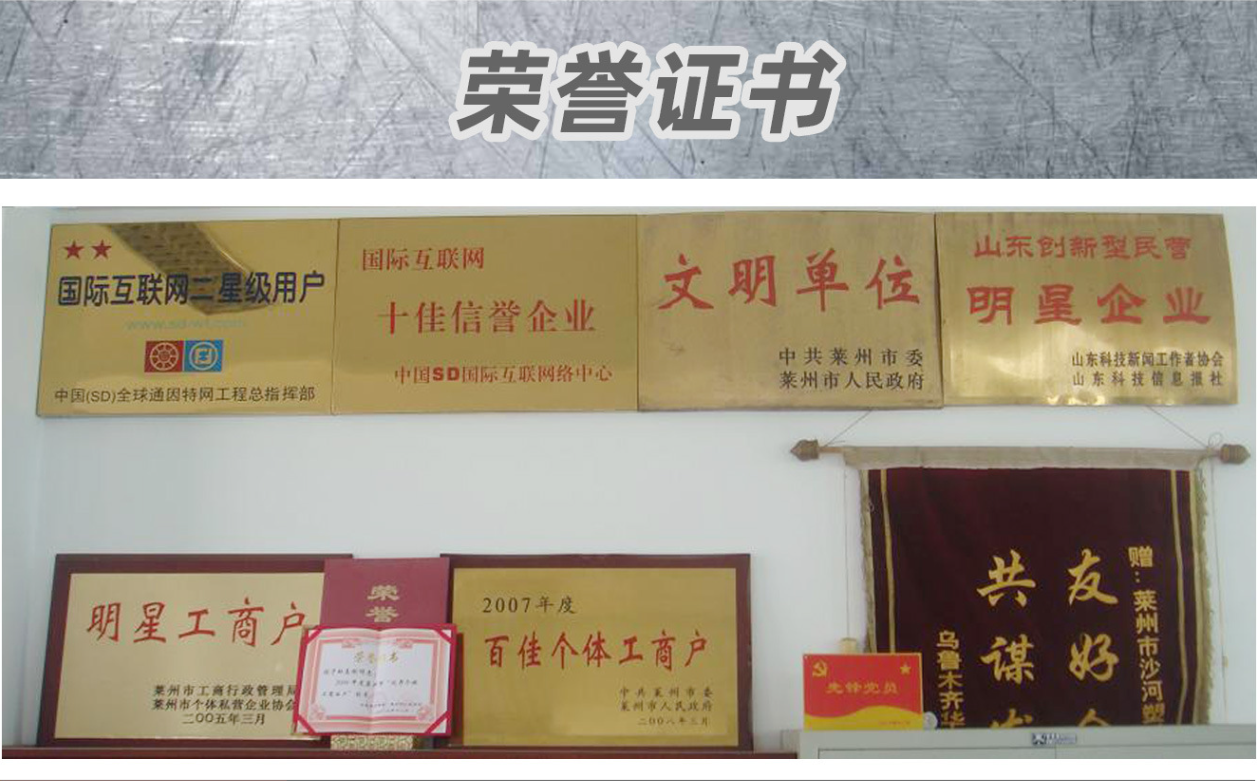 荣誉证书
国际互联网二星级用户
www.sd-wt.com
中国(SD)全球通因特网工程总指挥部
国际互联网
十佳信誉企业
中国SD国际互联网络中心
文明单位
中共莱州市委
莱州市人民政府
山东创新型民营
明星企业
山东科技新闻工作者协会
山东科技信息报社
明星工商户
莱州市工商行政管理局
莱州市个体私营企业协会
二〇〇五年三月
荣誉
荣誉证书
2007年度
百佳个体工商户
中共莱州市委
莱州市人民政府
二〇〇八年三月
先锋党员
赠：莱州市沙河塑
友好
共谋
乌鲁木齐华